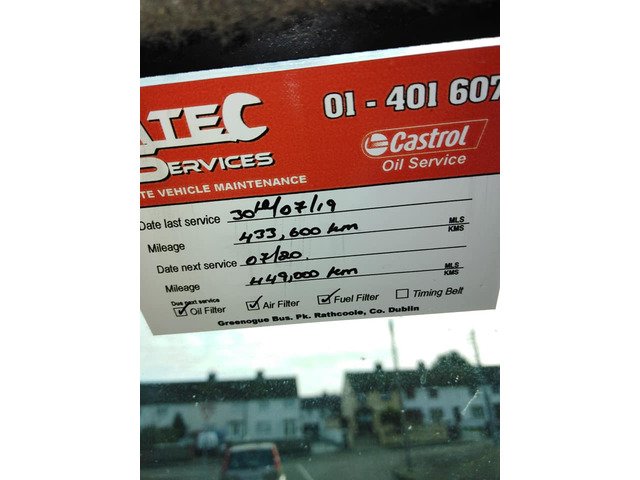 01 - 401 607
ATEC
SERVICES
Castrol
Oil Service
TE VEHICLE MAINTENANCE
Date last service 30th/07/19
Mileage 433,600 km MLS KMS
Date next service 07/20
Mileage 449,000 km MLS KMS
Due next service
☑ Oil Filter ☑ Air Filter ☑ Fuel Filter ☐ Timing Belt
Greenogue Bus. Pk. Rathcoole, Co. Dublin